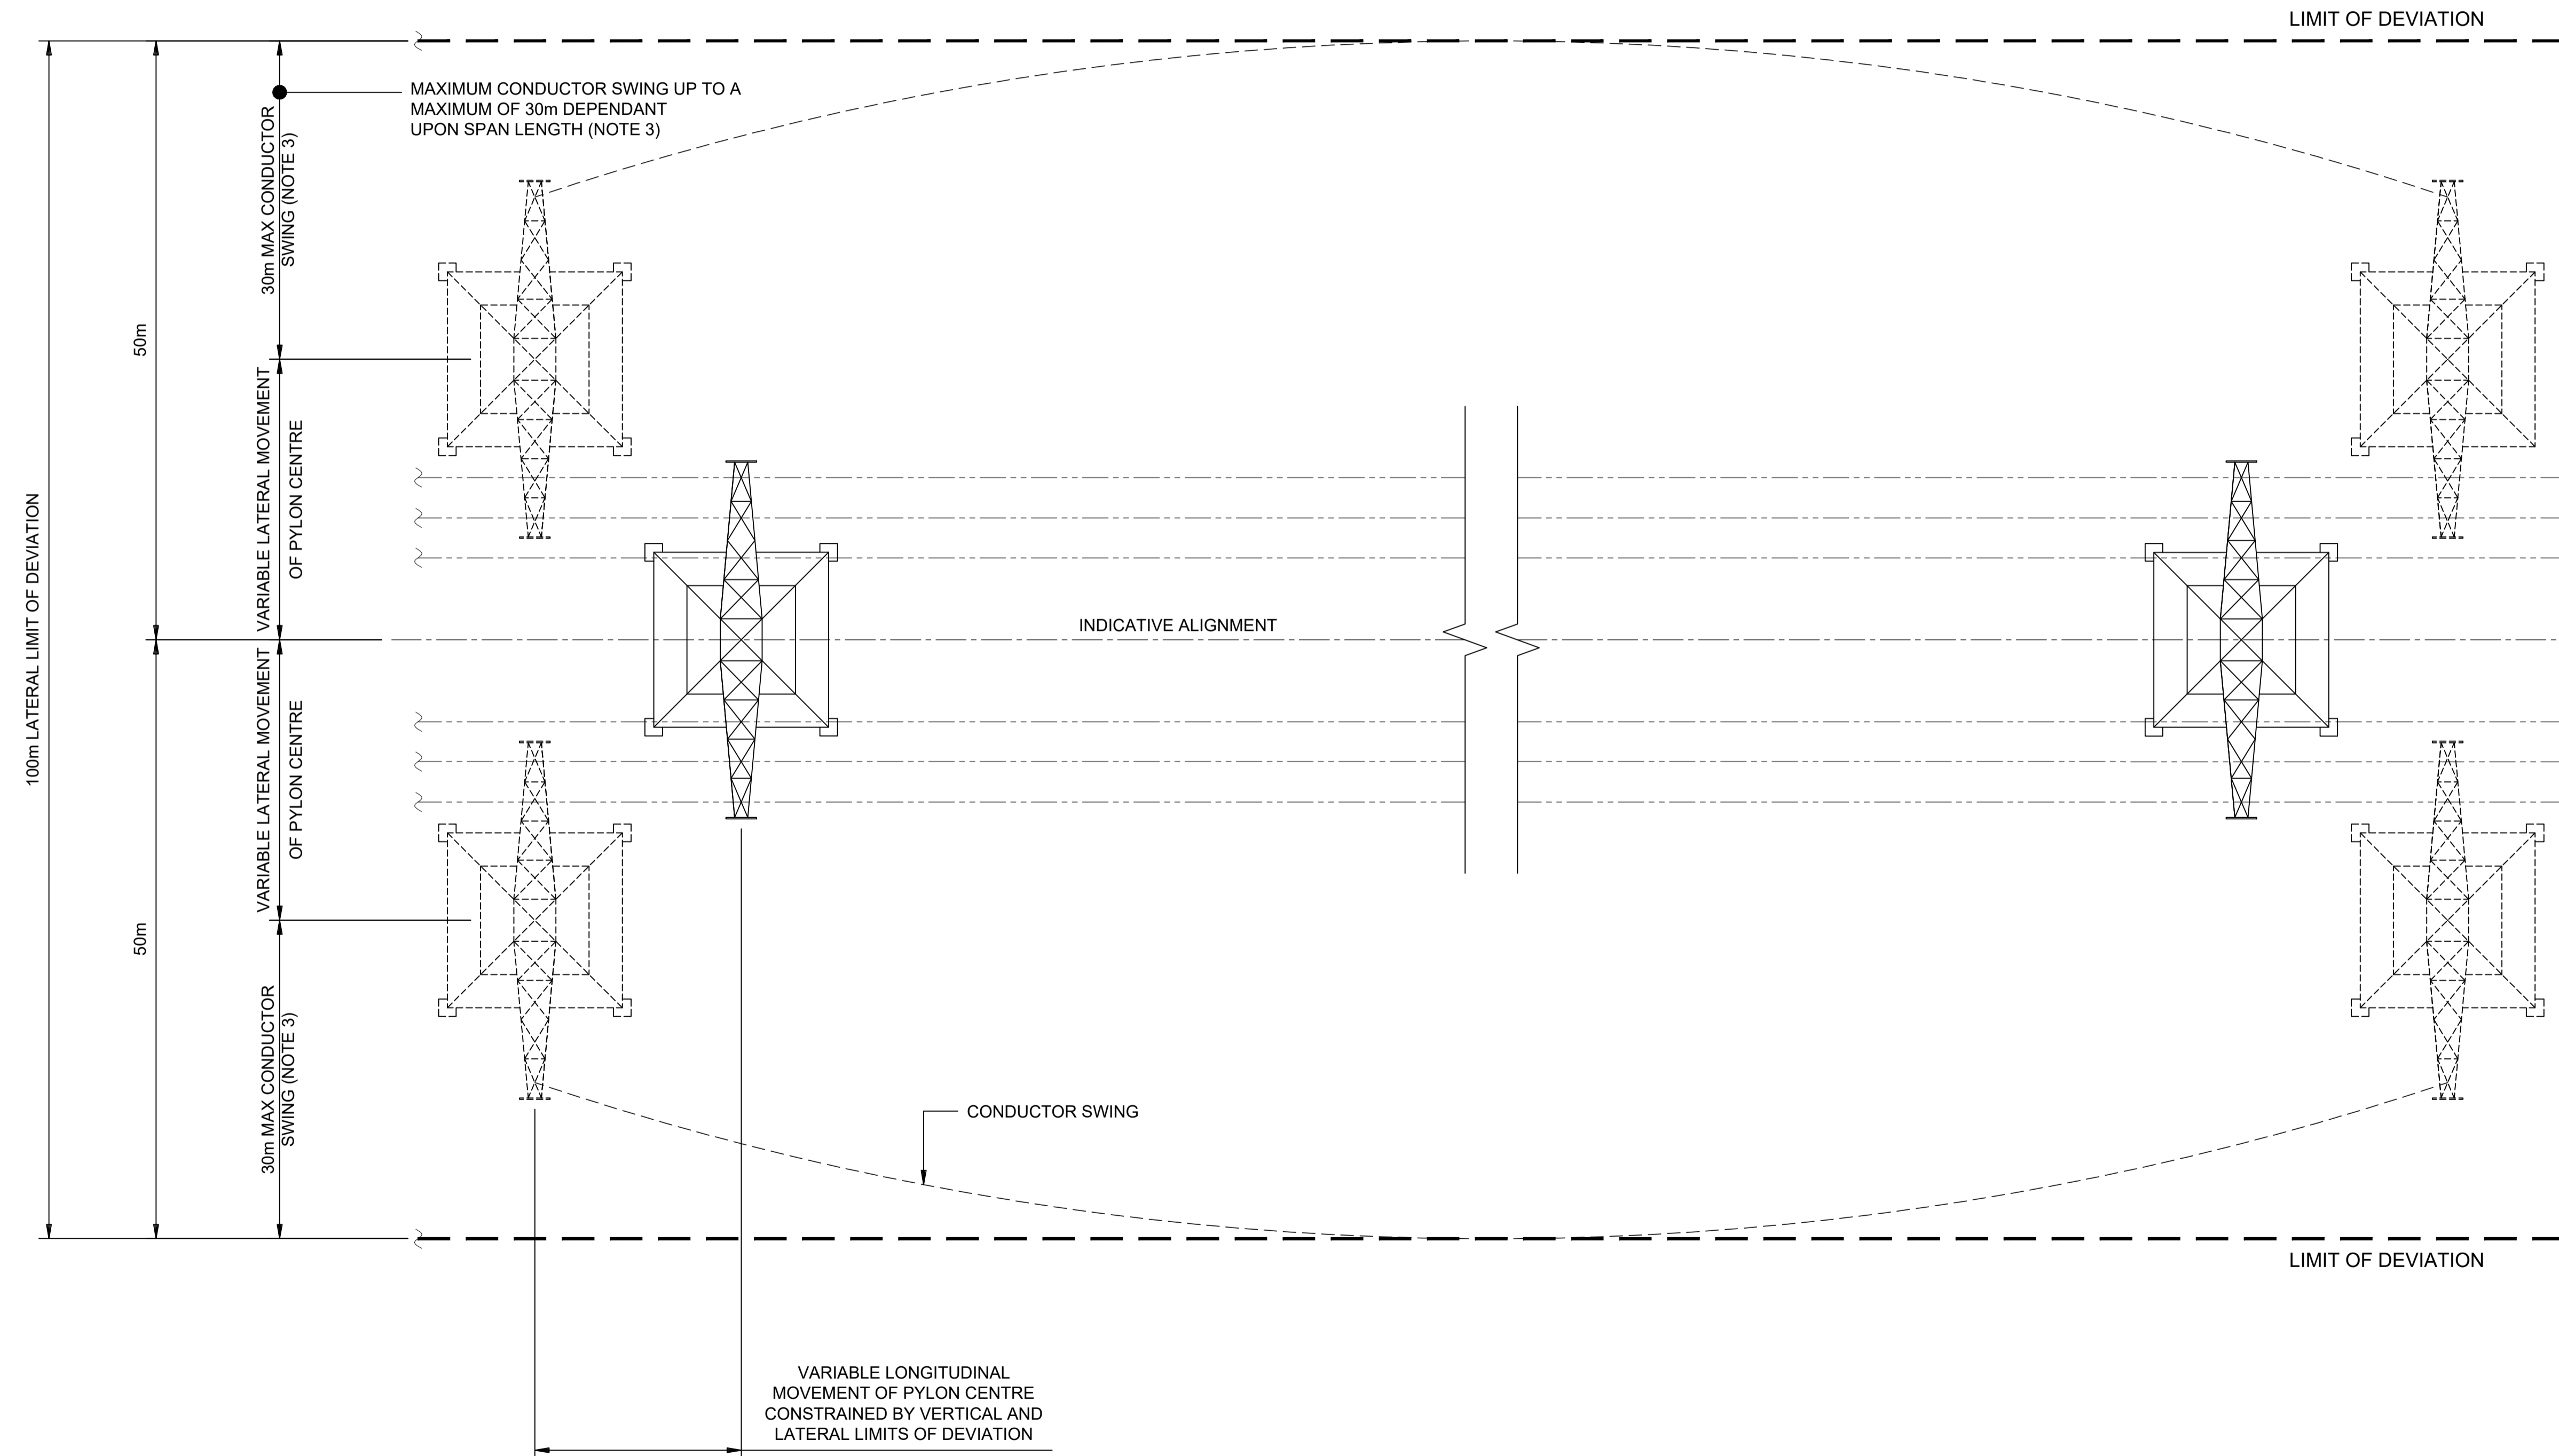 LIMIT OF DEVIATION
MAXIMUM CONDUCTOR SWING UP TO A
MAXIMUM OF 30m DEPENDANT
UPON SPAN LENGTH (NOTE 3)
30m MAX CONDUCTOR
SWING (NOTE 3)
50m
VARIABLE LATERAL MOVEMENT
OF PYLON CENTRE
100m LATERAL LIMIT OF DEVIATION
INDICATIVE ALIGNMENT
VARIABLE LATERAL MOVEMENT
OF PYLON CENTRE
50m
30m MAX CONDUCTOR
SWING (NOTE 3)
CONDUCTOR SWING
LIMIT OF DEVIATION
VARIABLE LONGITUDINAL
MOVEMENT OF PYLON CENTRE
CONSTRAINED BY VERTICAL AND
LATERAL LIMITS OF DEVIATION